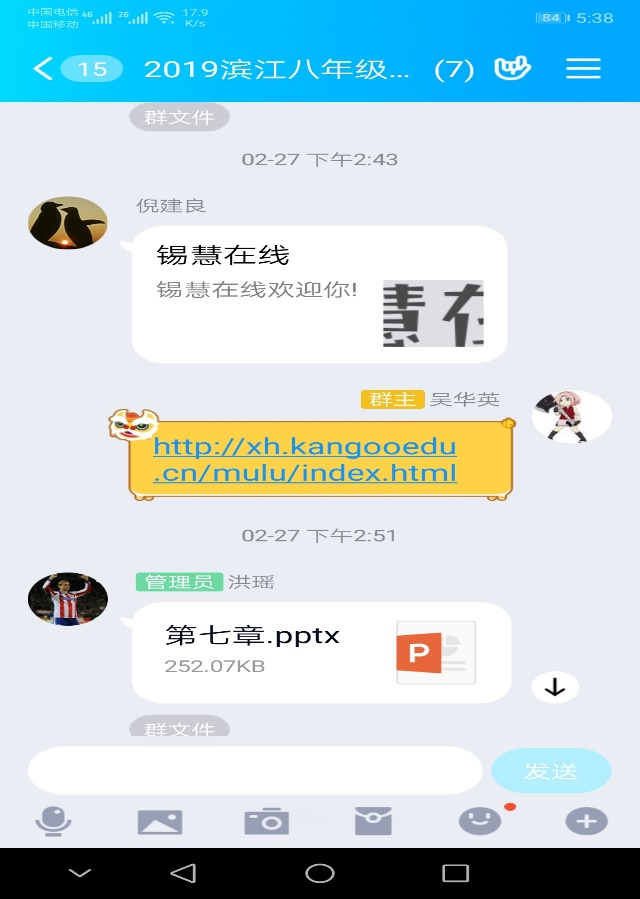 中国电信 4G 2G 17.9
中国移动 K/s
84 5:38
15 2019滨江八年级... (7)
群文件
02-27 下午2:43
倪建良
锡慧在线
锡慧在线欢迎你!
慧在
群主 吴华英
http://xh.kangooedu
.cn/mulu/index.html
02-27 下午2:51
管理员 洪瑶
第七章.pptx
252.07KB
P
群文件
发送